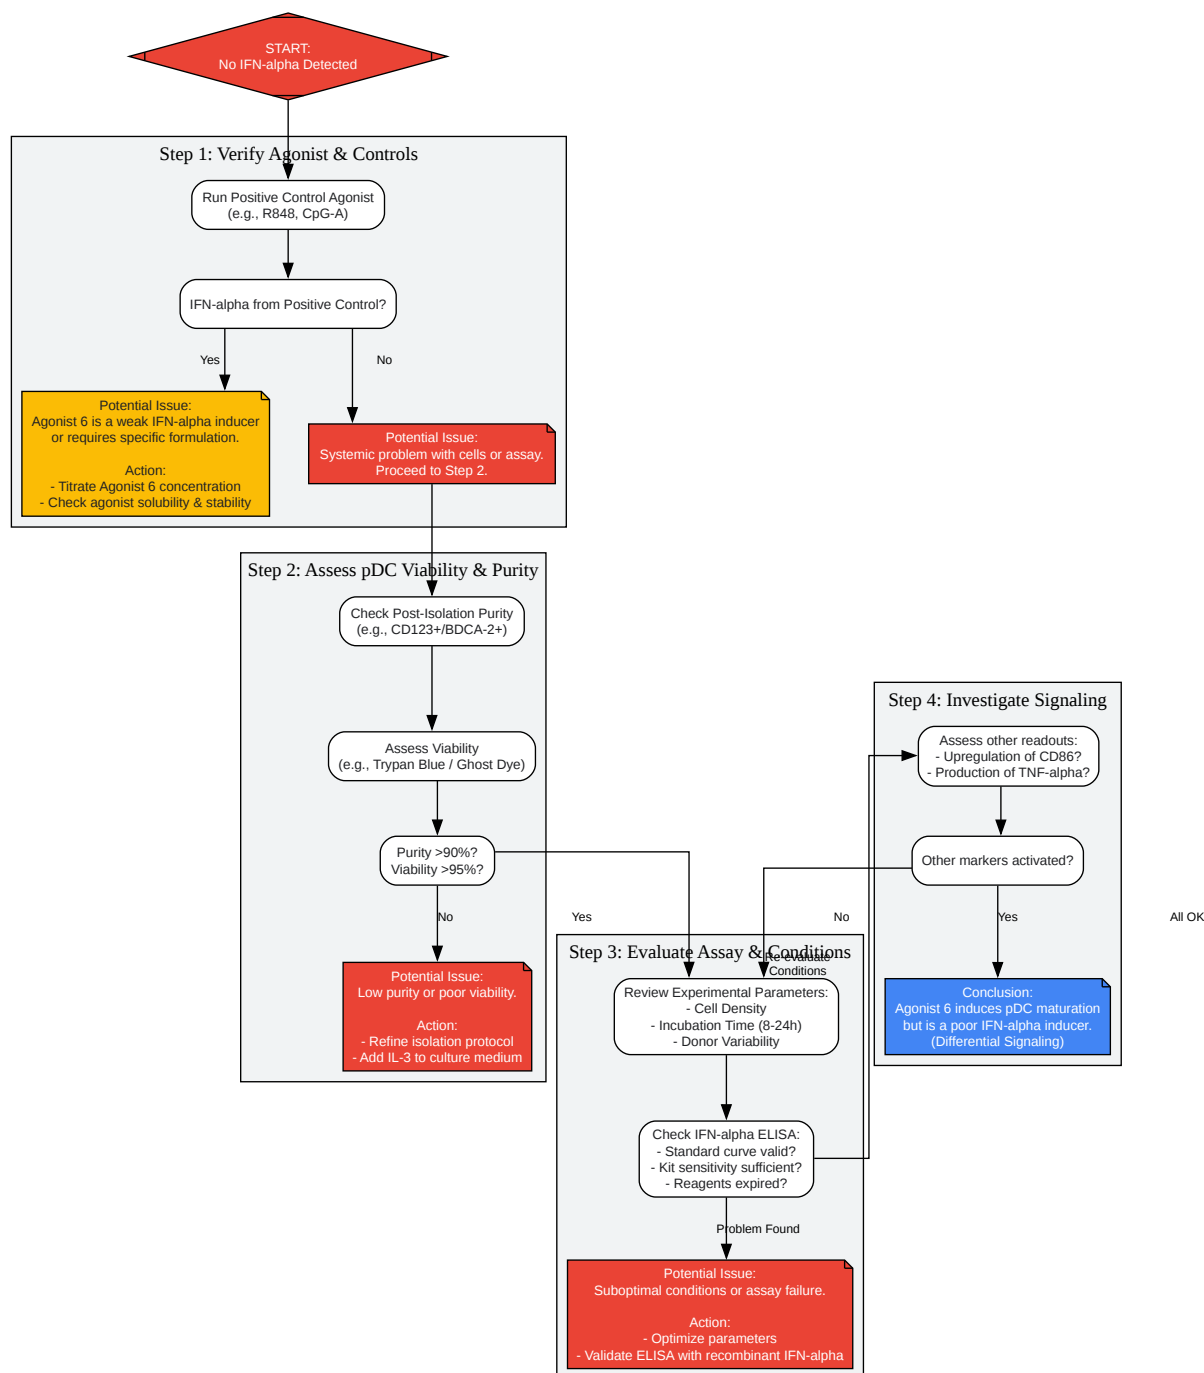 START:
No IFN-alpha Detected
Step 1: Verify Agonist & Controls
Run Positive Control Agonist
(e.g., R848, CpG-A)
IFN-alpha from Positive Control?
Yes
No
Potential Issue:
Agonist 6 is a weak IFN-alpha inducer
or requires specific formulation.
Action:
- Titrate Agonist 6 concentration
- Check agonist solubility & stability
Potential Issue:
Systemic problem with cells or assay.
Proceed to Step 2.
Step 2: Assess pDC Viability & Purity
Check Post-Isolation Purity
(e.g., CD123+/BDCA-2+)
Assess Viability
(e.g., Trypan Blue / Ghost Dye)
Purity >90%?
Viability >95%?
No
Yes
Potential Issue:
Low purity or poor viability.
Action:
- Refine isolation protocol
- Add IL-3 to culture medium
Step 4: Investigate Signaling
Assess other readouts:
- Upregulation of CD86?
- Production of TNF-alpha?
Other markers activated?
No
Yes
All OK
Conclusion:
Agonist 6 induces pDC maturation
but is a poor IFN-alpha inducer.
(Differential Signaling)
Step 3: Evaluate Assay & Conditions
Re-evaluate
Conditions
Review Experimental Parameters:
- Cell Density
- Incubation Time (8-24h)
- Donor Variability
Check IFN-alpha ELISA:
- Standard curve valid?
- Kit sensitivity sufficient?
- Reagents expired?
Problem Found
Potential Issue:
Suboptimal conditions or assay failure.
Action:
- Optimize parameters
- Validate ELISA with recombinant IFN-alpha